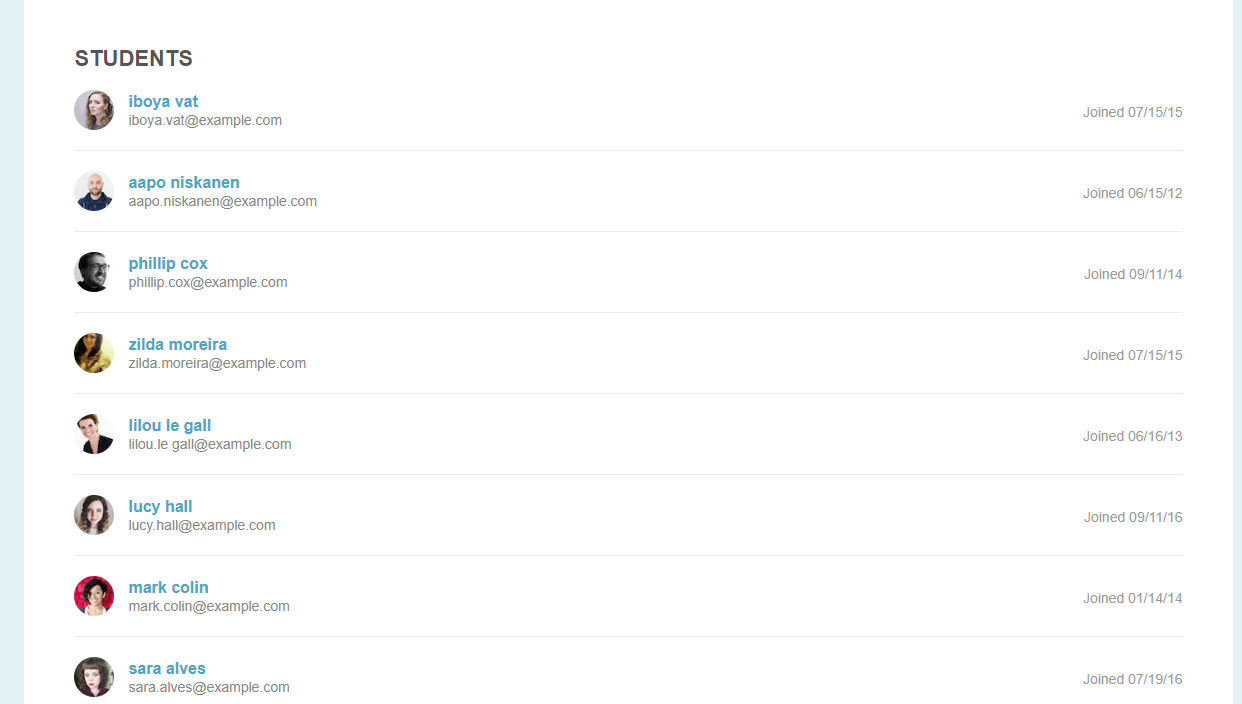 STUDENTS
iboya vat
iboya.vat@example.com
Joined 07/15/15
aapo niskanen
aapo.niskanen@example.com
Joined 06/15/12
phillip cox
phillip.cox@example.com
Joined 09/11/14
zilda moreira
zilda.moreira@example.com
Joined 07/15/15
lilou le gall
lilou.le gall@example.com
Joined 06/16/13
lucy hall
lucy.hall@example.com
Joined 09/11/16
mark colin
mark.colin@example.com
Joined 01/14/14
sara alves
sara.alves@example.com
Joined 07/19/16